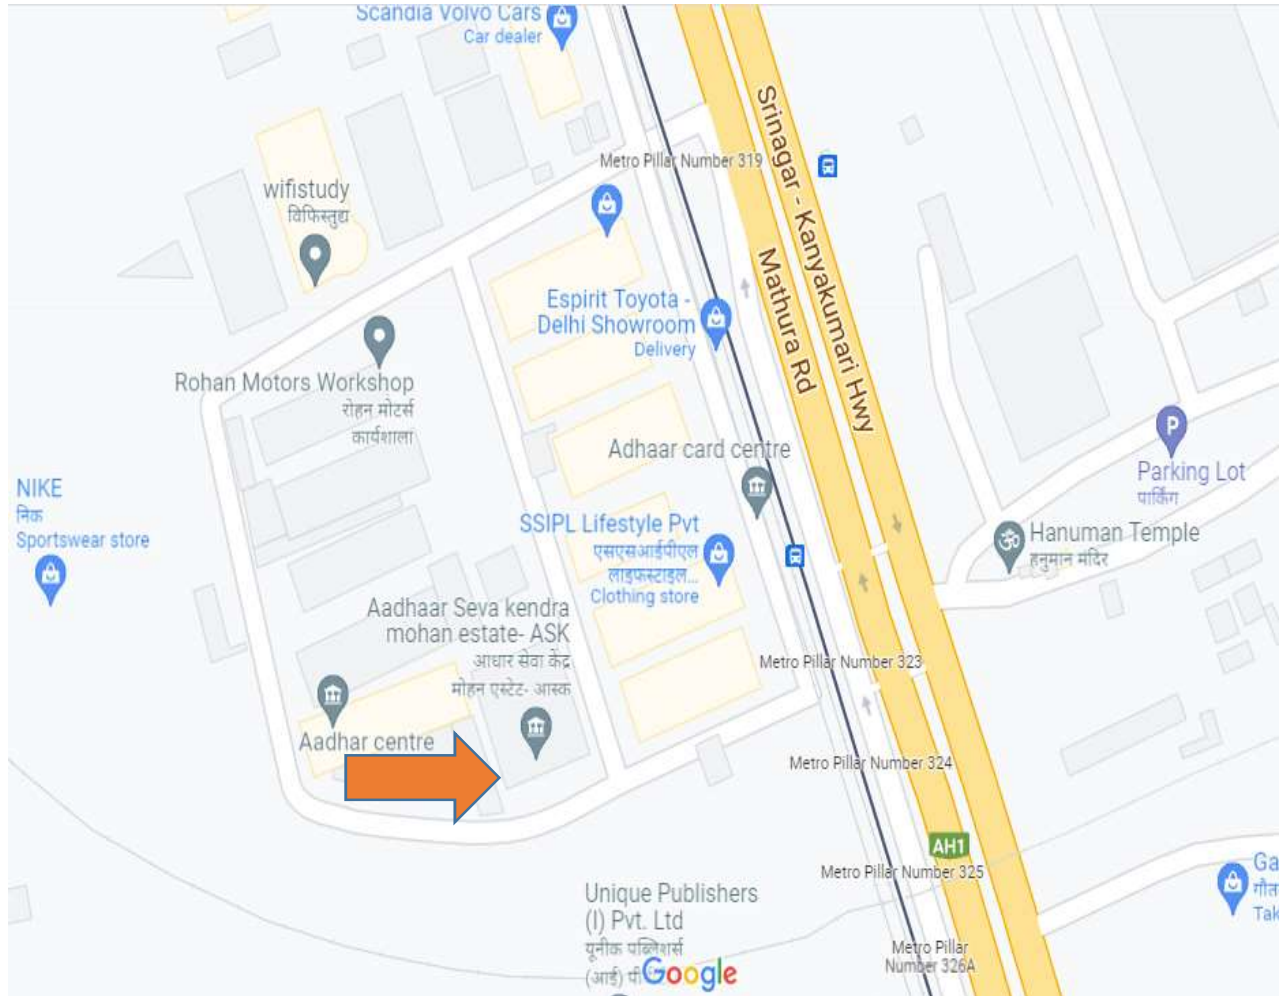 Scandia Volvo Cars
Car dealer
Srinagar - Kanyakumari Hwy
Metro Pillar Number 319
wifistudy
विफिस्तुद्य
Mathura Rd
Espirit Toyota -
Delhi Showroom
Delivery
Rohan Motors Workshop
रोहन मोटर्स
कार्यशाला
P
Parking Lot
पार्किंग
Adhaar card centre
NIKE
निक
Sportswear store
SSIPL Lifestyle Pvt
एसएसआईपीएल
लाइफस्टाइल...
Clothing store
ॐ
Hanuman Temple
हनुमान मंदिर
Aadhaar Seva kendra
mohan estate- ASK
आधार सेवा केंद्र
मोहन एस्टेट- आस्क
Metro Pillar Number 323
Aadhar centre
Metro Pillar Number 324
AH1
Metro Pillar Number 325
Ga
गौत
Tak
Unique Publishers
(I) Pvt. Ltd
यूनीक पब्लिशर्स
(आई) पी
Google
Metro Pillar
Number 326A